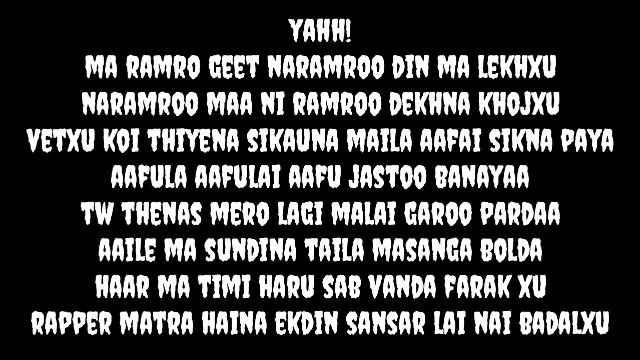 YAHH!
MA RAMRO GEET NARAMROO DIN MA LEKHXU
NARAMROO MAA NI RAMROO DEKHNA KHOJXU
VETXU KOI THIYENA SIKAUNA MAILA AAFAI SIKNA PAYA
AAFULA AAFULAI AAFU JASTOO BANAYAA
TW THENAS MERO LAGI MALAI GAROO PARDAA
AAILE MA SUNDINA TAILA MASANGA BOLDA
HAAR MA TIMI HARU SAB VANDA FARAK XU
RAPPER MATRA HAINA EKDIN SANSAR LAI NAI BADALXU